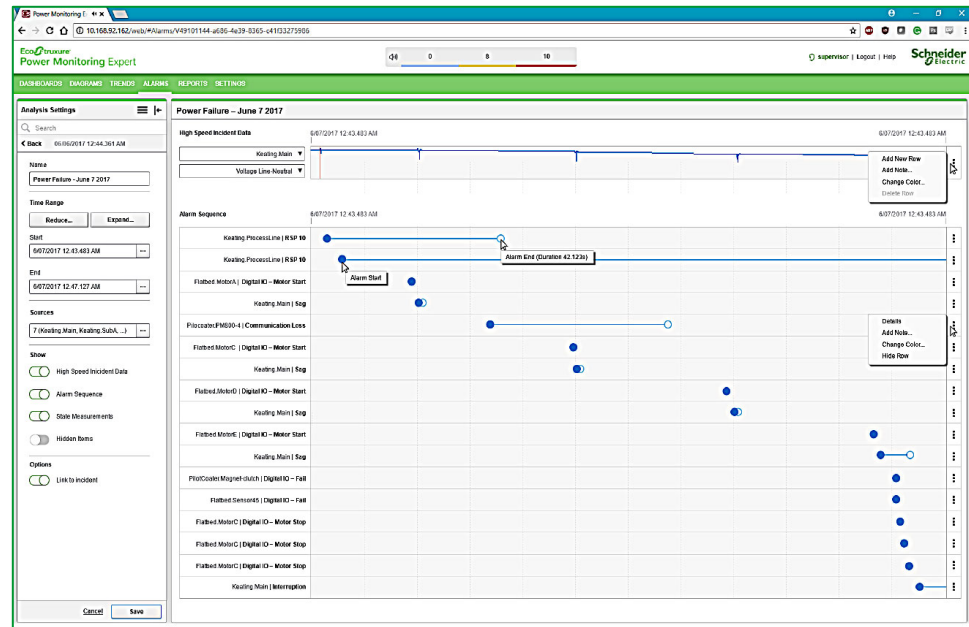 Power Monitoring E
10.168.92.162/web/#Alarms/V49101144-a686-4e39-8365-c41f33275986
EcoStruxure
Power Monitoring Expert
0 8 10
supervisor | Logout | Help
Schneider Electric
DASHBOARDS DIAGRAMS TRENDS ALARMS REPORTS SETTINGS
Analysis Settings
Search
Back 06/06/2017 12:44.361 AM
Name
Power Failure - June 7 2017
Time Range
Reduce... Expand...
Start
6/07/2017 12:43.483 AM
End
6/07/2017 12:47.127 AM
Sources
7 (Keating.Main, Keating.SubA, ...)
Show
High Speed Inicident Data
Alarm Sequence
Stale Measurements
Hidden Items
Options
Link to incident
Cancel Save
Power Failure – June 7 2017
High Speed Incident Data
6/07/2017 12:43.483 AM 6/07/2017 12:43.483 AM
Keating.Main
Voltage Line-Neutral
Add New Row
Add Note...
Change Color...
Delete Row
Alarm Sequence
6/07/2017 12:43.483 AM 6/07/2017 12:43.483 AM
Keating.ProcessLine | RSP 10
Alarm End (Duration 42.123s)
Keating.ProcessLine | RSP 10
Alarm Start
Flatbed.MotorA | Digital IO – Motor Start
Keating.Main | Sag
Pilocoater.PM800-4 | Communication Loss
Details
Add Note...
Change Color...
Hide Row
Flatbed.MotorC | Digital IO – Motor Start
Keating.Main | Sag
Flatbed.MotorD | Digital IO – Motor Start
Keating.Main | Sag
Flatbed.MotorE | Digital IO – Motor Start
Keating.Main | Sag
PilotCoater.Magnet-clutch | Digital IO – Fail
Flatbed.Sensor45 | Digital IO – Fail
Flatbed.MotorC | Digital IO – Motor Stop
Flatbed.MotorC | Digital IO – Motor Stop
Flatbed.MotorC | Digital IO – Motor Stop
Keating.Main | Interruption